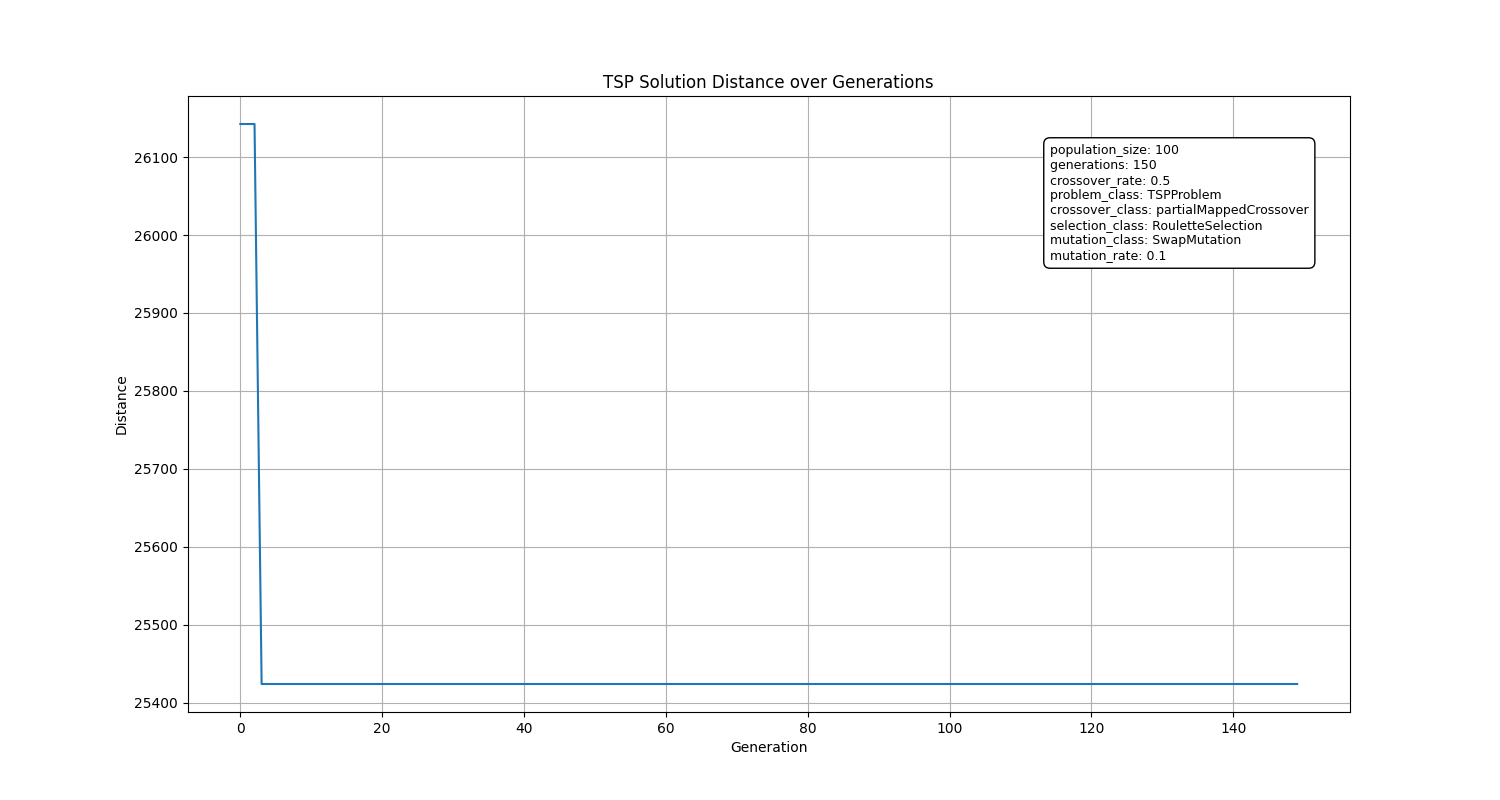 TSP Solution Distance over Generations
26100
26000
25900
25800
25700
25600
25500
25400
Distance
population_size: 100
generations: 150
crossover_rate: 0.5
problem_class: TSPProblem
crossover_class: partialMappedCrossover
selection_class: RouletteSelection
mutation_class: SwapMutation
mutation_rate: 0.1
0 20 40 60 80 100 120 140
Generation